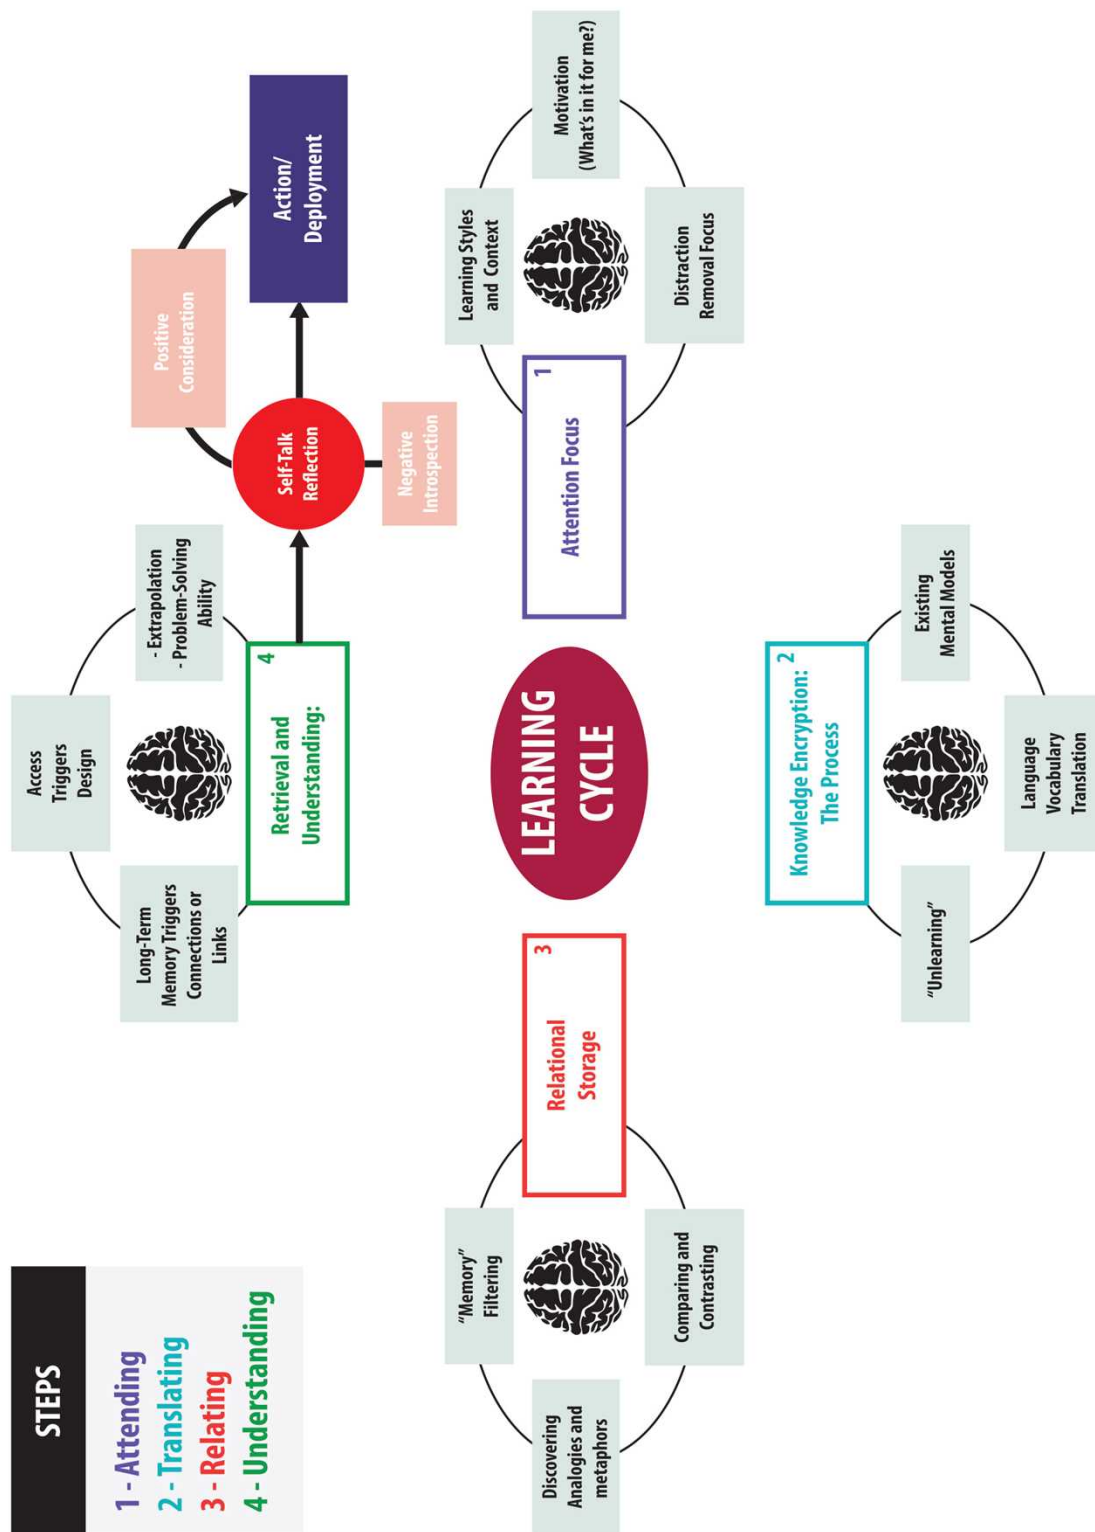 STEPS
1 - Attending
2 - Translating
3 - Relating
4 - Understanding
Long-Term
Memory Triggers
Connections or
Links
Access
Triggers
Design
- Extrapolation
- Problem-Solving
Ability
4
Retrieval and
Understanding:
Self-Talk
Reflection
Positive
Consideration
Negative
Introspection
Action/
Deployment
"Memory"
Filtering
Discovering
Analogies and
metaphors
Comparing and
Contrasting
3
Relational
Storage
LEARNING
CYCLE
1
Attention Focus
Learning Styles
and Context
Motivation
(What's in it for me?)
Distraction
Removal Focus
2
Knowledge Encryption:
The Process
"Unlearning"
Language
Vocabulary
Translation
Existing
Mental Models